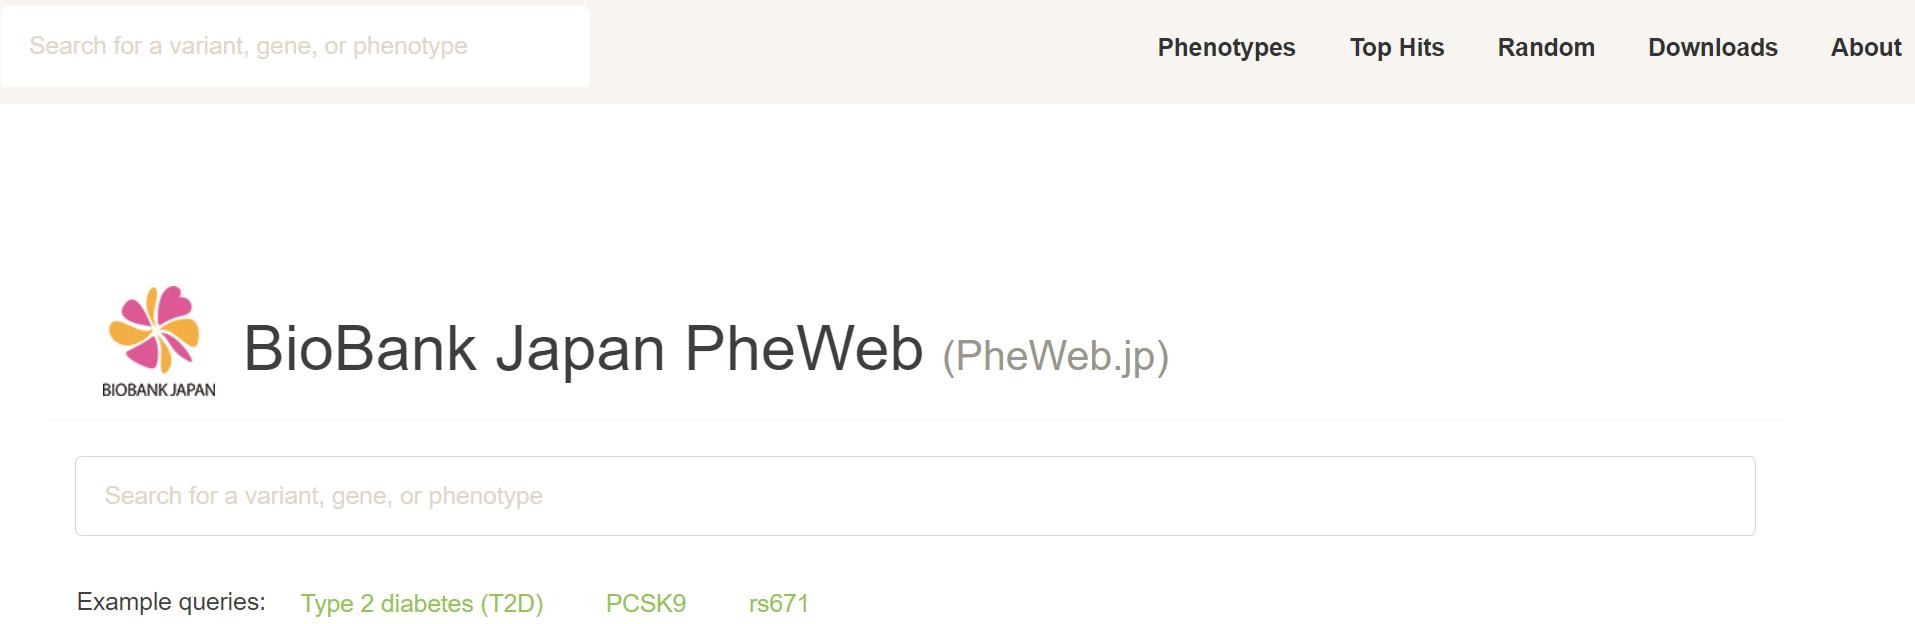 Search for a variant, gene, or phenotype
Phenotypes Top Hits Random Downloads About
BIOBANK JAPAN
BioBank Japan PheWeb (PheWeb.jp)
Search for a variant, gene, or phenotype
Example queries: Type 2 diabetes (T2D) PCSK9 rs671